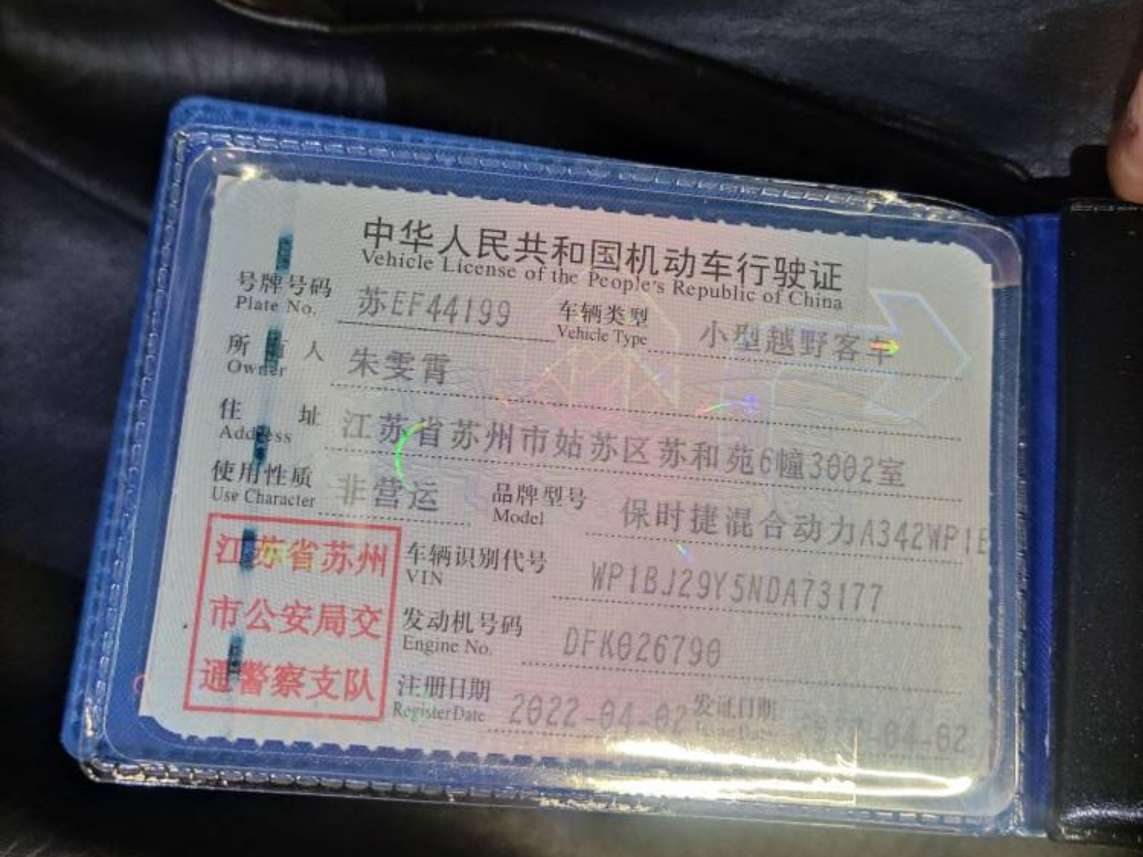 中华人民共和国机动车行驶证
Vehicle License of the People's Republic of China
号牌号码 苏EF44199 车辆类型 小型越野客车
Plate No. Vehicle Type
所有人 朱雯霄
Owner
住址 江苏省苏州市姑苏区苏和苑6幢3002室
Address
使用性质 非营运 品牌型号 保时捷混合动力A342WP1B
Use Character Model
江苏省苏州
市公安局交
通警察支队
车辆识别代号 WP1BJ29Y5NDA73177
VIN
发动机号码 DFK026790
Engine No.
注册日期 2022-04-02 发证日期 -04-02
Register Date